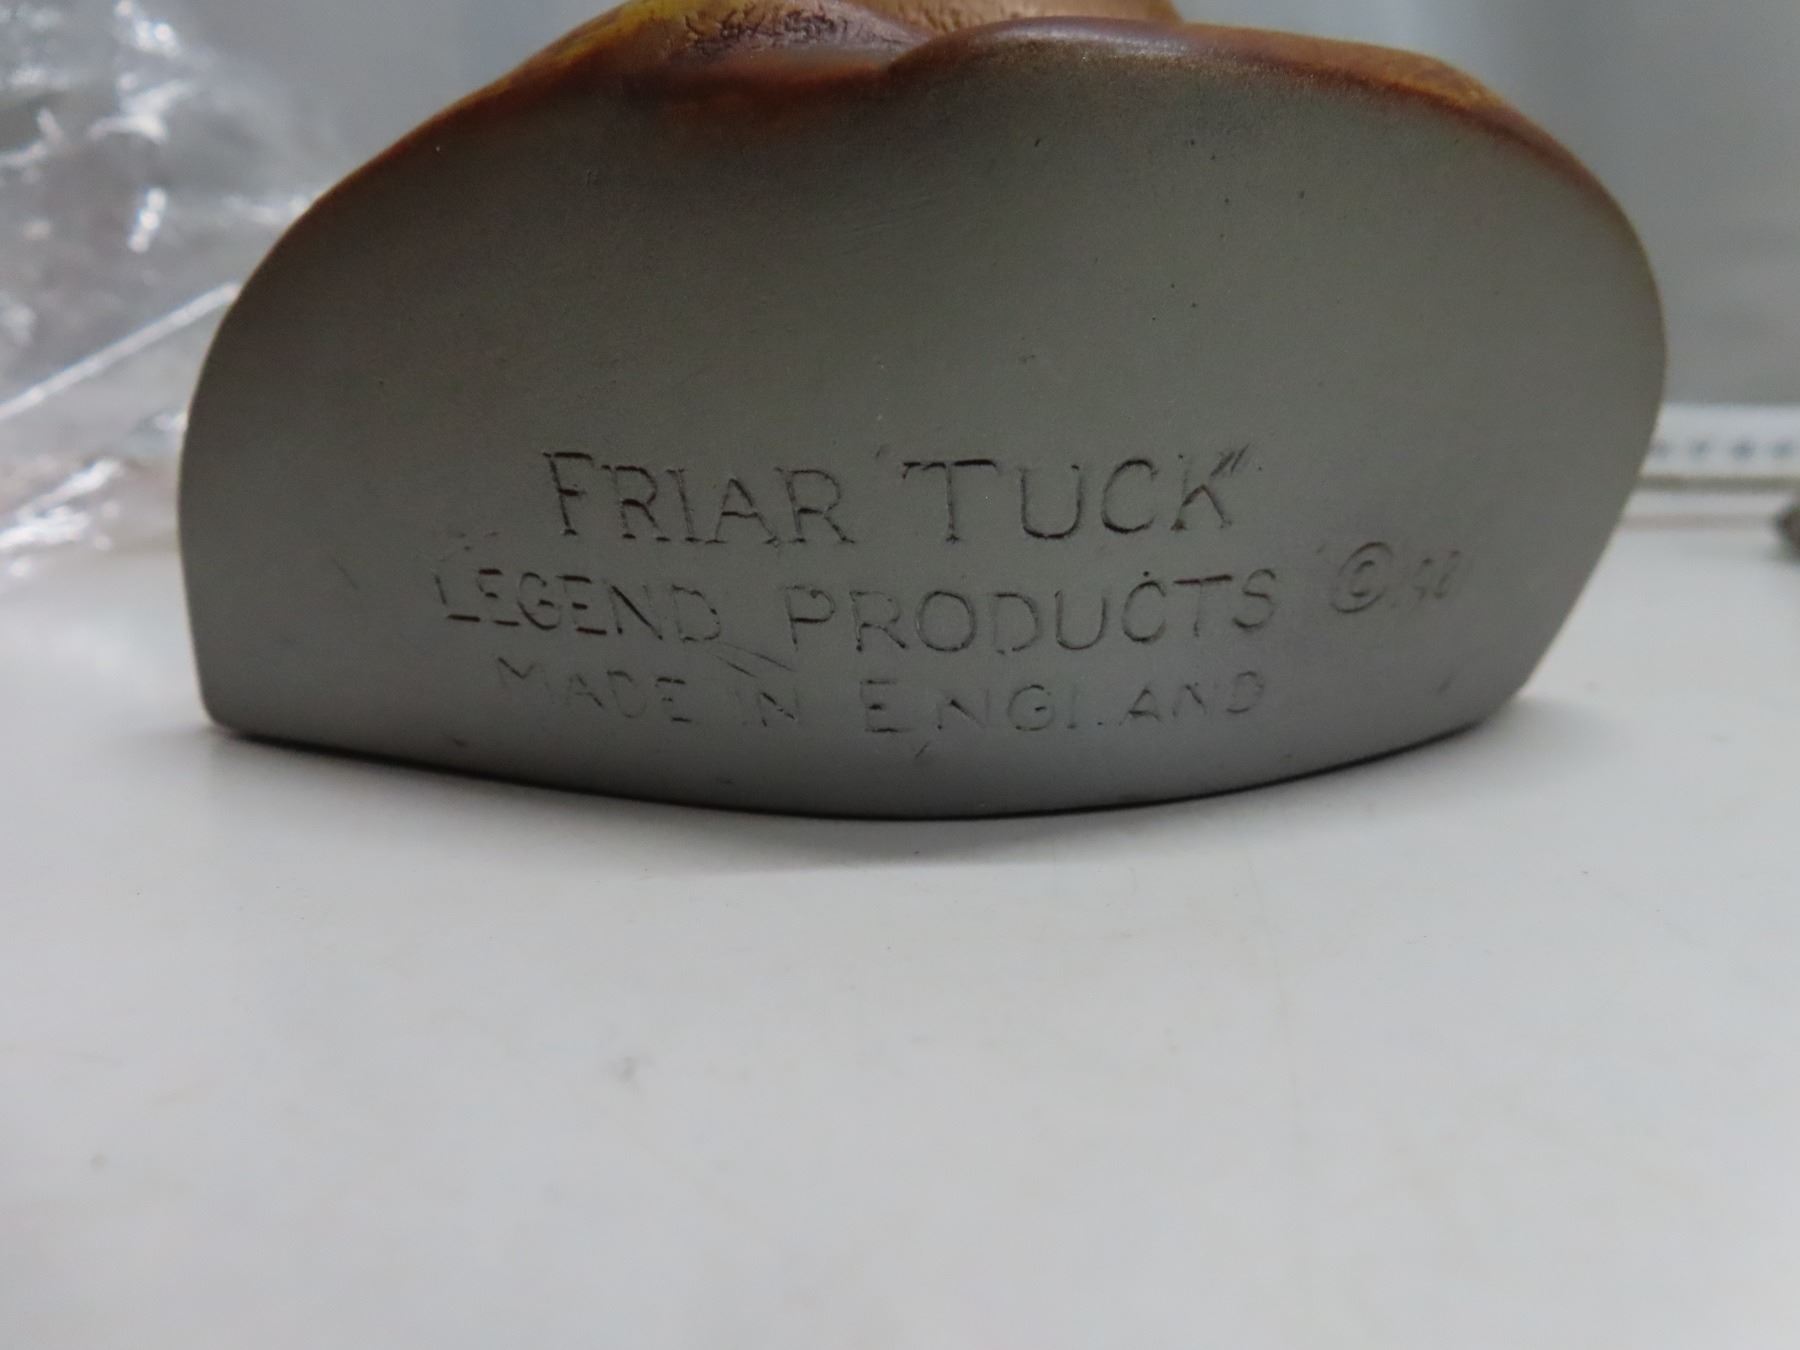 FRIAR TUCK
LEGEND PRODUCTS ©
MADE IN ENGLAND